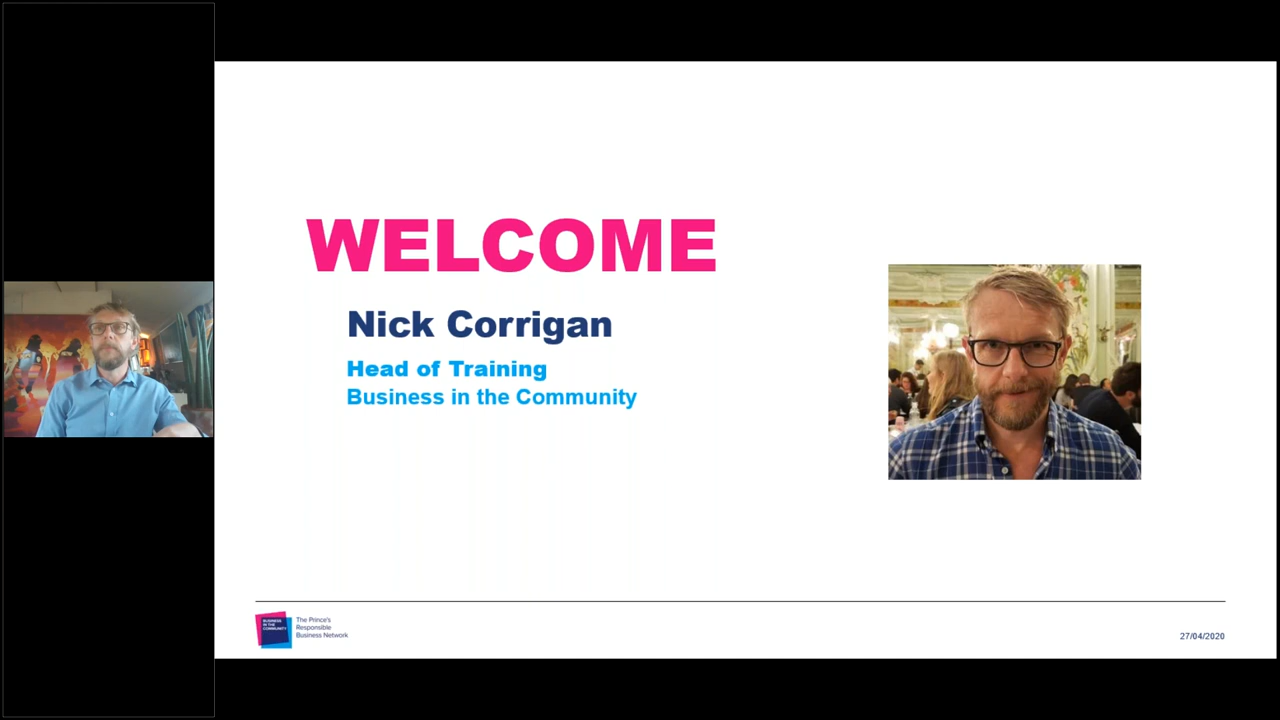 WELCOME
Nick Corrigan
Head of Training
Business in the Community
BUSINESS
IN THE
COMMUNITY
The Prince's
Responsible
Business Network
27/04/2020